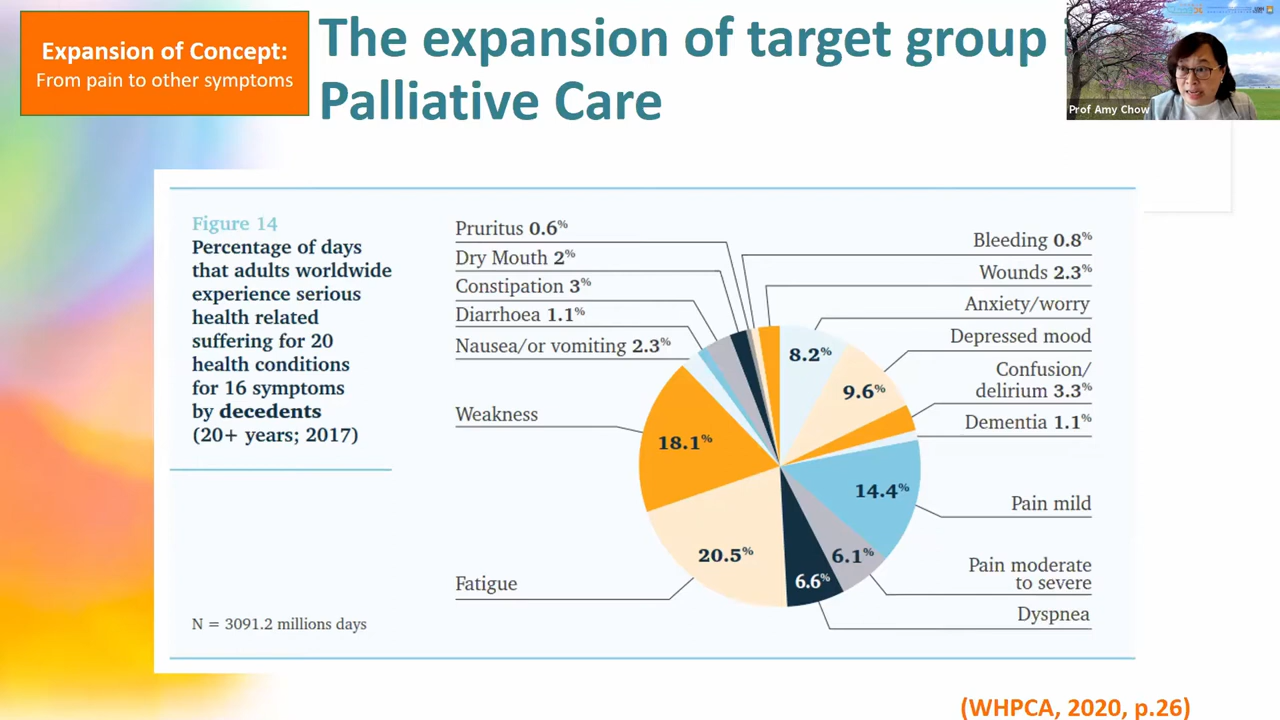 Expansion of Concept:
From pain to other symptoms
The expansion of target group
Palliative Care
Prof Amy Chow
Figure 14
Percentage of days
that adults worldwide
experience serious
health related
suffering for 20
health conditions
for 16 symptoms
by decedents
(20+ years; 2017)
N = 3091.2 millions days
Pruritus 0.6%
Dry Mouth 2%
Constipation 3%
Diarrhoea 1.1%
Nausea/or vomiting 2.3%
Weakness
18.1%
Fatigue
20.5%
Bleeding 0.8%
Wounds 2.3%
Anxiety/worry
8.2%
Depressed mood
9.6%
Confusion/
delirium 3.3%
Dementia 1.1%
Pain mild
14.4%
Pain moderate
to severe
6.1%
Dyspnea
6.6%
(WHPCA, 2020, p.26)